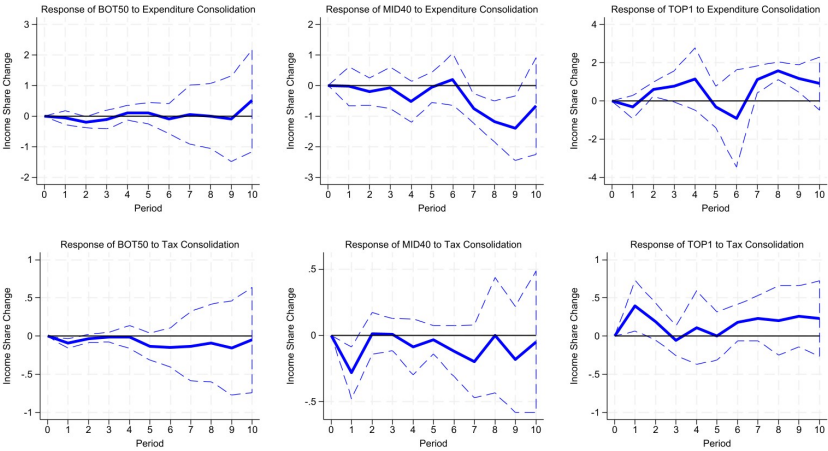 Response of BOT50 to Expenditure Consolidation
Income Share Change
3
2
1
0
-1
-2
0 1 2 3 4 5 6 7 8 9 10
Period
Response of MID40 to Expenditure Consolidation
Income Share Change
2
1
0
-1
-2
-3
0 1 2 3 4 5 6 7 8 9 10
Period
Response of TOP1 to Expenditure Consolidation
Income Share Change
4
2
0
-2
-4
0 1 2 3 4 5 6 7 8 9 10
Period
Response of BOT50 to Tax Consolidation
Income Share Change
1
.5
0
-.5
-1
0 1 2 3 4 5 6 7 8 9 10
Period
Response of MID40 to Tax Consolidation
Income Share Change
.5
0
-.5
0 1 2 3 4 5 6 7 8 9 10
Period
Response of TOP1 to Tax Consolidation
Income Share Change
1
.5
0
-.5
-1
0 1 2 3 4 5 6 7 8 9 10
Period